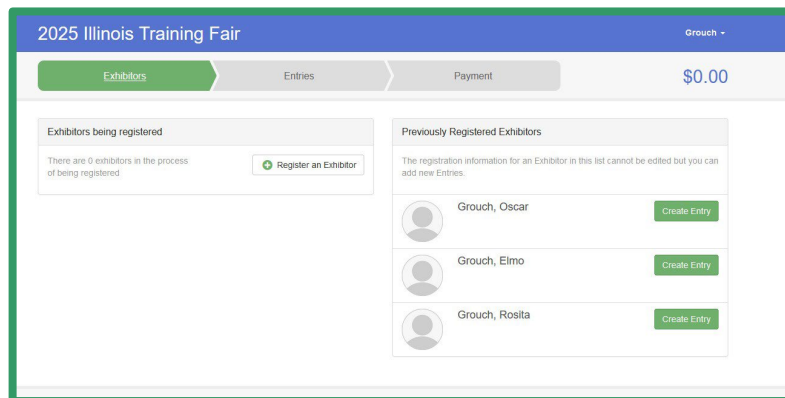 2025 Illinois Training Fair
Grouch
Exhibitors
Entries
Payment
$0.00
Exhibitors being registered
There are 0 exhibitors in the process
of being registered
Register an Exhibitor
Previously Registered Exhibitors
The registration information for an Exhibitor in this list cannot be edited but you can
add new Entries.
Grouch, Oscar
Create Entry
Grouch, Elmo
Create Entry
Grouch, Rosita
Create Entry